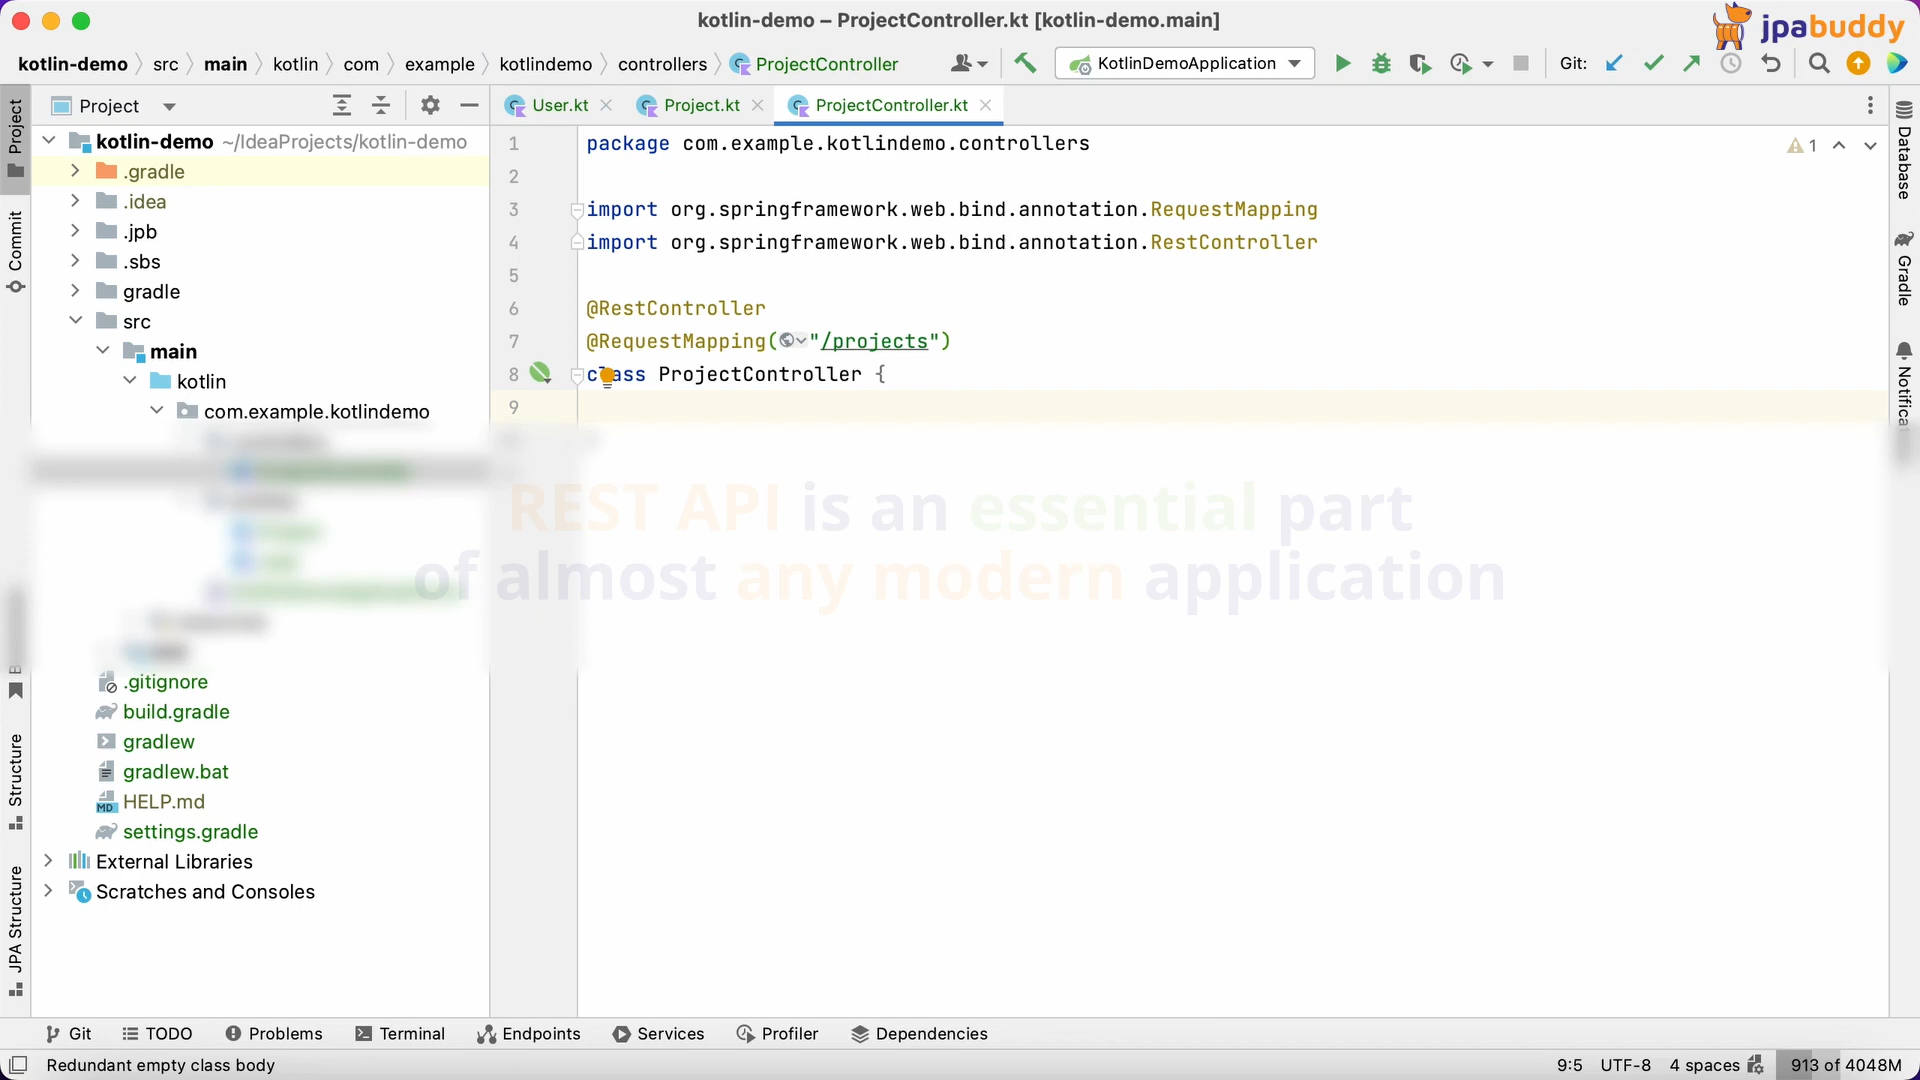 kotlin-demo – ProjectController.kt [kotlin-demo.main]
jpabuddy
kotlin-demo src main kotlin com example kotlindemo controllers ProjectController
KotlinDemoApplication
Git:
Project
User.kt
Project.kt
ProjectController.kt
Project
Commit
Structure
JPA Structure
kotlin-demo ~/IdeaProjects/kotlin-demo
.gradle
.idea
.jpb
.sbs
gradle
src
main
kotlin
com.example.kotlindemo
.gitignore
build.gradle
gradlew
gradlew.bat
MD HELP.md
settings.gradle
External Libraries
Scratches and Consoles
1 package com.example.kotlindemo.controllers
2
3 import org.springframework.web.bind.annotation.RequestMapping
4 import org.springframework.web.bind.annotation.RestController
5
6 @RestController
7 @RequestMapping("/projects")
8 class ProjectController {
9
1
REST API is an essential part
of almost any modern application
Database
Gradle
Git TODO Problems Terminal Endpoints Services Profiler Dependencies
Redundant empty class body
9:5 UTF-8 4 spaces 913 of 4048M